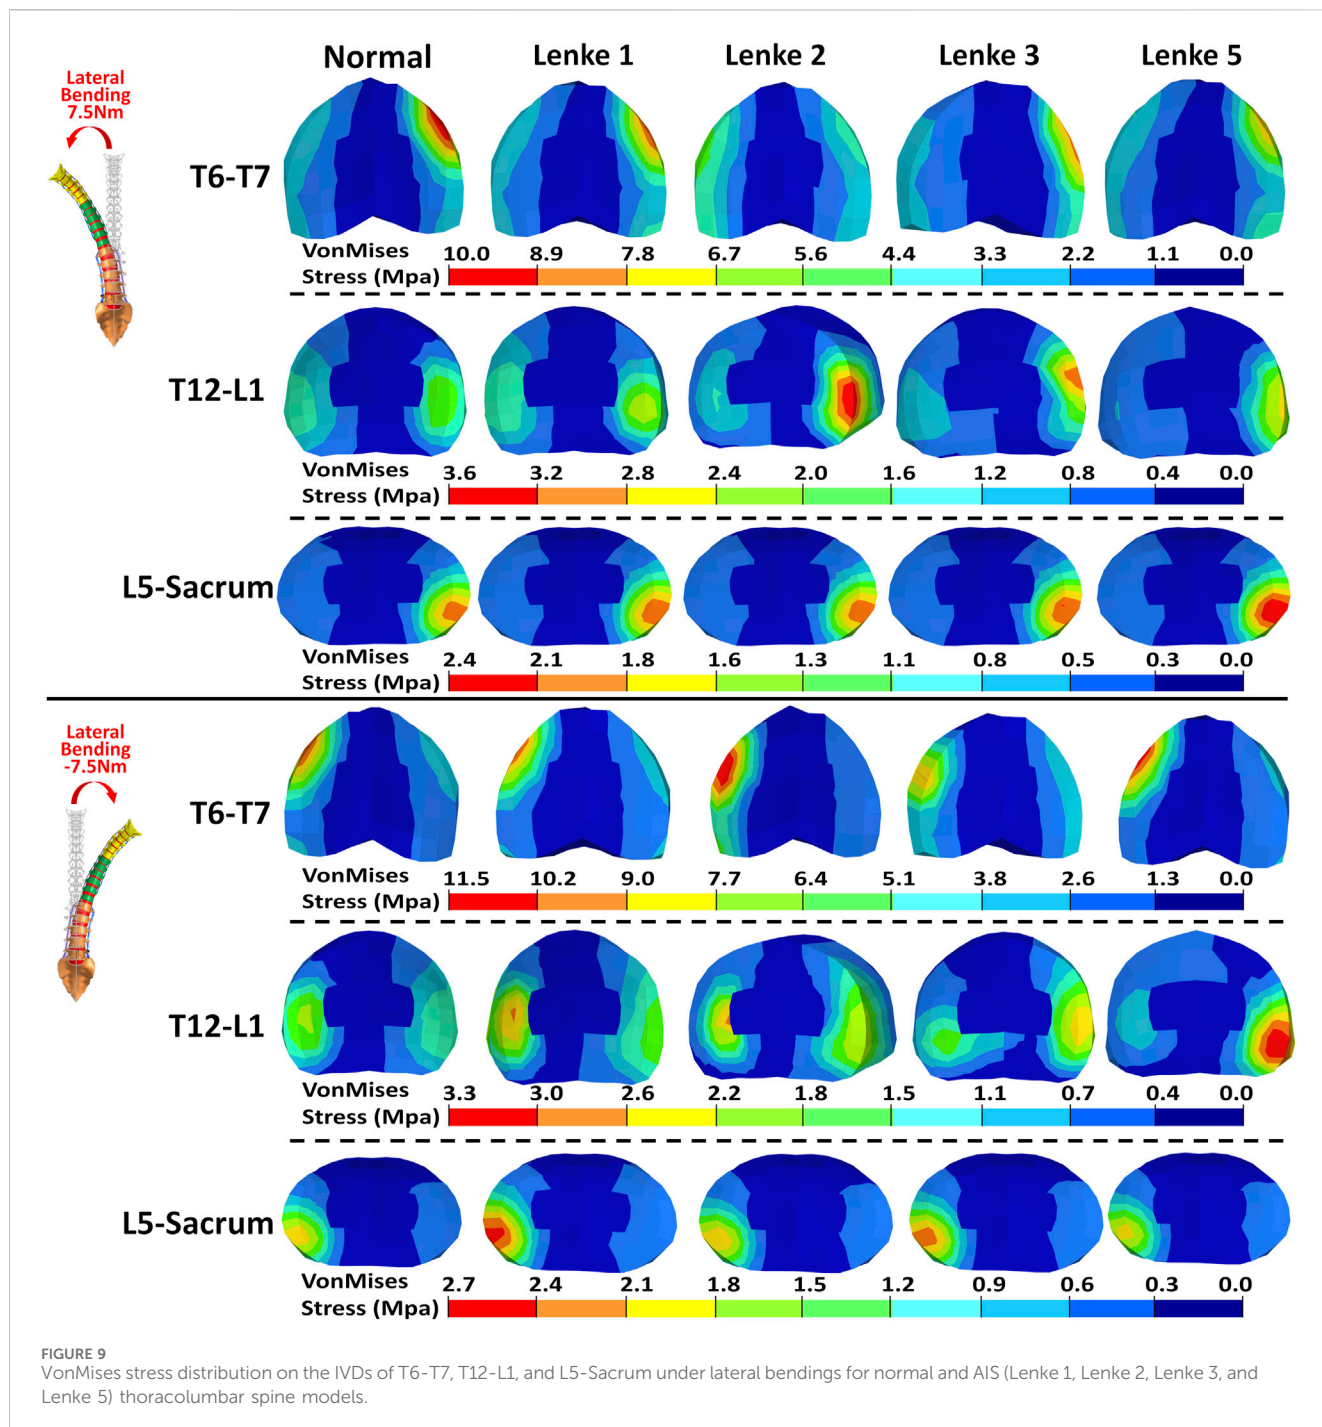 Normal Lenke 1 Lenke 2 Lenke 3 Lenke 5
Lateral
Bending
7.5Nm
T6-T7
VonMises
Stress (Mpa)
10.0 8.9 7.8 6.7 5.6 4.4 3.3 2.2 1.1 0.0
T12-L1
VonMises
Stress (Mpa)
3.6 3.2 2.8 2.4 2.0 1.6 1.2 0.8 0.4 0.0
L5-Sacrum
VonMises
Stress (Mpa)
2.4 2.1 1.8 1.6 1.3 1.1 0.8 0.5 0.3 0.0
Lateral
Bending
-7.5Nm
T6-T7
VonMises
Stress (Mpa)
11.5 10.2 9.0 7.7 6.4 5.1 3.8 2.6 1.3 0.0
T12-L1
VonMises
Stress (Mpa)
3.3 3.0 2.6 2.2 1.8 1.5 1.1 0.7 0.4 0.0
L5-Sacrum
VonMises
Stress (Mpa)
2.7 2.4 2.1 1.8 1.5 1.2 0.9 0.6 0.3 0.0
FIGURE 9
VonMises stress distribution on the IVDs of T6-T7, T12-L1, and L5-Sacrum under lateral bendings for normal and AIS (Lenke 1, Lenke 2, Lenke 3, and
Lenke 5) thoracolumbar spine models.